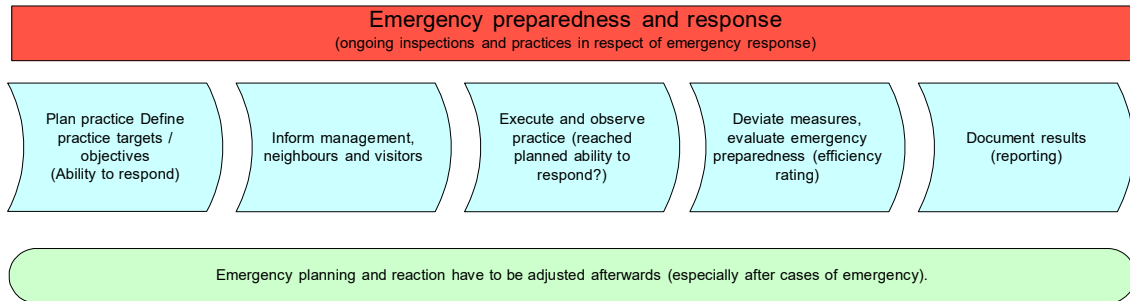 Emergency preparedness and response
(ongoing inspections and practices in respect of emergency response)
Plan practice Define
practice targets /
objectives
(Ability to respond)
Inform management,
neighbours and visitors
Execute and observe
practice (reached
planned ability to
respond?)
Deviate measures,
evaluate emergency
preparedness (efficiency
rating)
Document results
(reporting)
Emergency planning and reaction have to be adjusted afterwards (especially after cases of emergency).